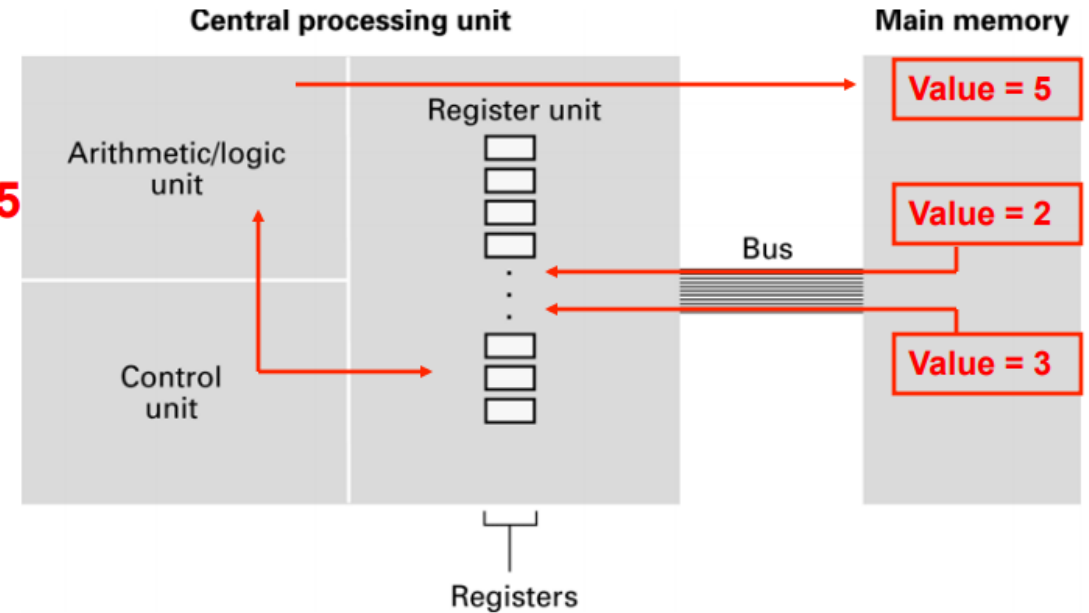 Central processing unit
Main memory
Value = 5
Register unit
Arithmetic/logic
unit
5
Value = 2
Bus
Value = 3
Control
unit
Registers